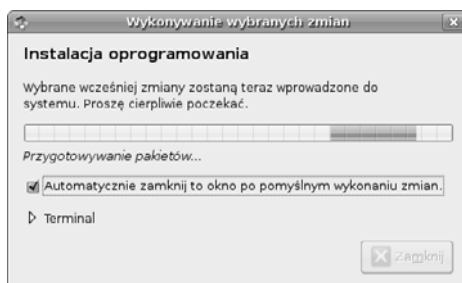 Wykonywanie wybranych zmian
Instalacja oprogramowania
Wybrane wcześniej zmiany zostaną teraz wprowadzone do
systemu. Proszę cierpliwie poczekać.
Przygotowywanie pakietów...
Automatycznie zamknij to okno po pomyślnym wykonaniu zmian.
Terminal
Zamknij